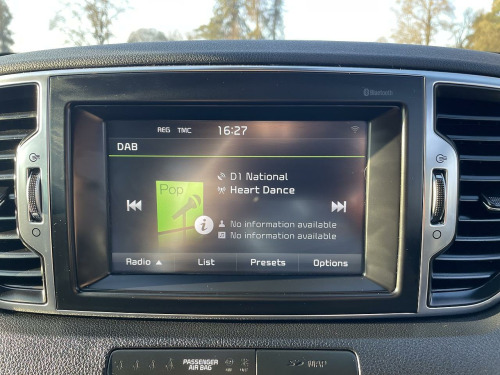 Bluetooth
REG TMC 16:27
DAB
D1 National
Pop Heart Dance
i No information available
No information available
Radio ▲ List Presets Options
PASSENGER
AIR BAG
MAP